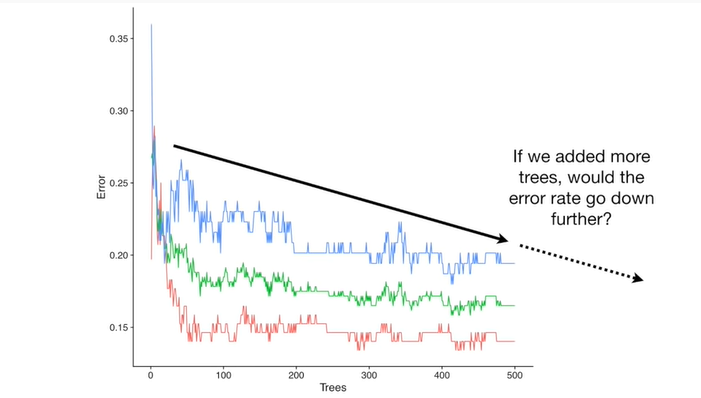 0.35
0.30
0.25
0.20
0.15
Error
0 100 200 300 400 500
Trees
If we added more
trees, would the
error rate go down
further?